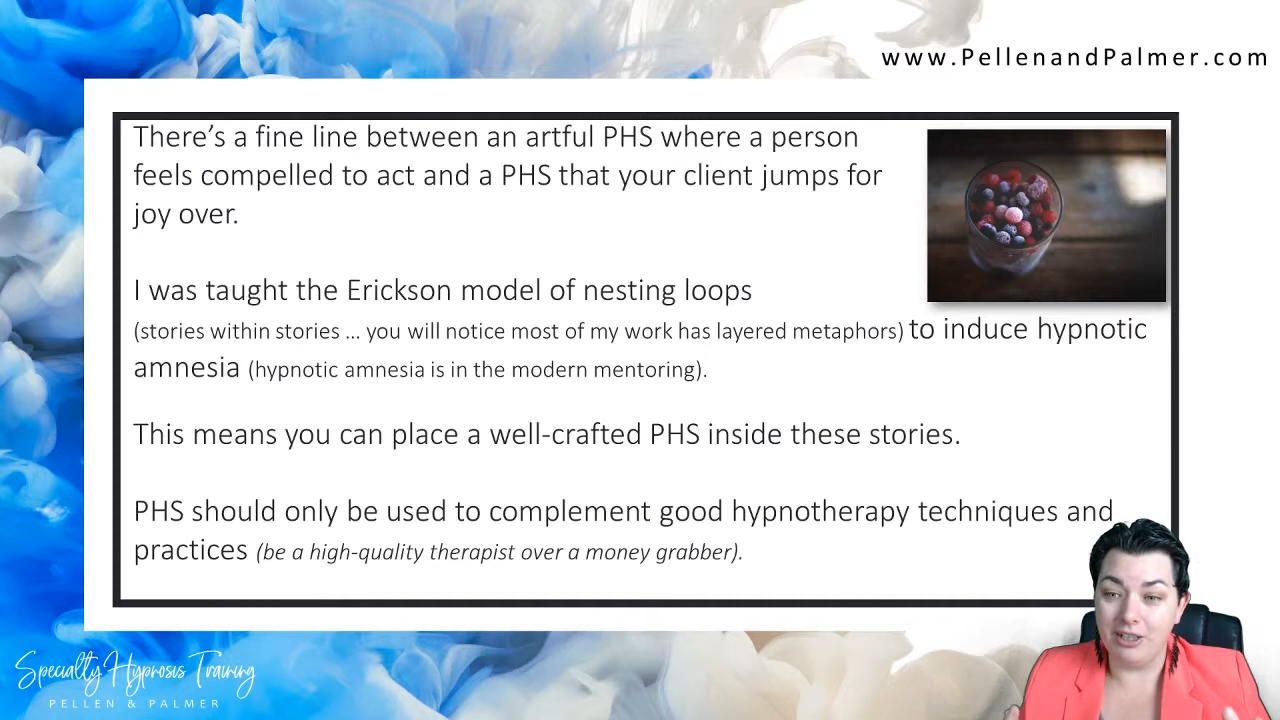 www.PellenandPalmer.com
There's a fine line between an artful PHS where a person
feels compelled to act and a PHS that your client jumps for
joy over.
I was taught the Erickson model of nesting loops
(stories within stories ... you will notice most of my work has layered metaphors) to induce hypnotic
amnesia (hypnotic amnesia is in the modern mentoring).
This means you can place a well-crafted PHS inside these stories.
PHS should only be used to complement good hypnotherapy techniques and
practices (be a high-quality therapist over a money grabber).
Specialty Hypnosis Training
PELLEN & PALMER